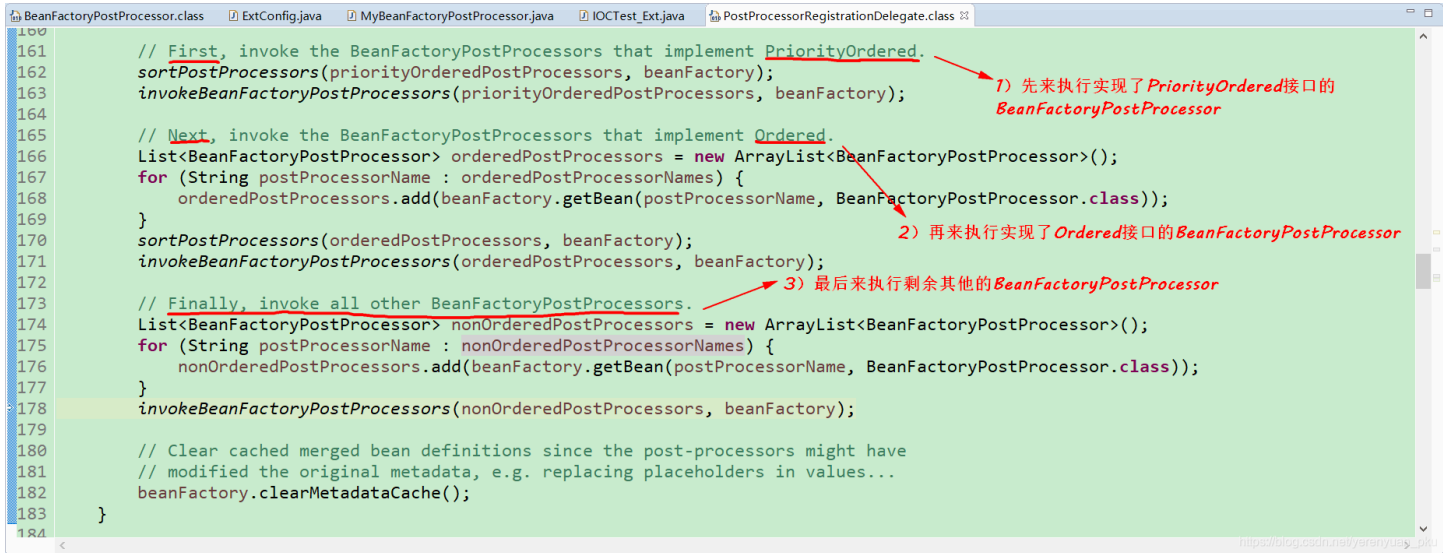 BeanFactoryPostProcessor.class ExtConfig.java MyBeanFactoryPostProcessor.java IOCTest_Ext.java PostProcessorRegistrationDelegate.class
160
161 // First, invoke the BeanFactoryPostProcessors that implement PriorityOrdered.
162 sortPostProcessors(priorityOrderedPostProcessors, beanFactory);
1）先来执行实现了PriorityOrdered接口的
163 invokeBeanFactoryPostProcessors(priorityOrderedPostProcessors, beanFactory);
BeanFactoryPostProcessor
164
165 // Next, invoke the BeanFactoryPostProcessors that implement Ordered.
166 List<BeanFactoryPostProcessor> orderedPostProcessors = new ArrayList<BeanFactoryPostProcessor>();
167 for (String postProcessorName : orderedPostProcessorNames) {
168 orderedPostProcessors.add(beanFactory.getBean(postProcessorName, BeanFactoryPostProcessor.class));
169 }
2）再来执行实现了Ordered接口的BeanFactoryPostProcessor
170 sortPostProcessors(orderedPostProcessors, beanFactory);
171 invokeBeanFactoryPostProcessors(orderedPostProcessors, beanFactory);
172
3）最后来执行剩余其他的BeanFactoryPostProcessor
173 // Finally, invoke all other BeanFactoryPostProcessors.
174 List<BeanFactoryPostProcessor> nonOrderedPostProcessors = new ArrayList<BeanFactoryPostProcessor>();
175 for (String postProcessorName : nonOrderedPostProcessorNames) {
176 nonOrderedPostProcessors.add(beanFactory.getBean(postProcessorName, BeanFactoryPostProcessor.class));
177 }
178 invokeBeanFactoryPostProcessors(nonOrderedPostProcessors, beanFactory);
179
180 // Clear cached merged bean definitions since the post-processors might have
181 // modified the original metadata, e.g. replacing placeholders in values...
182 beanFactory.clearMetadataCache();
183 }
184
https://blog.csdn.net/yerenyuan_pku